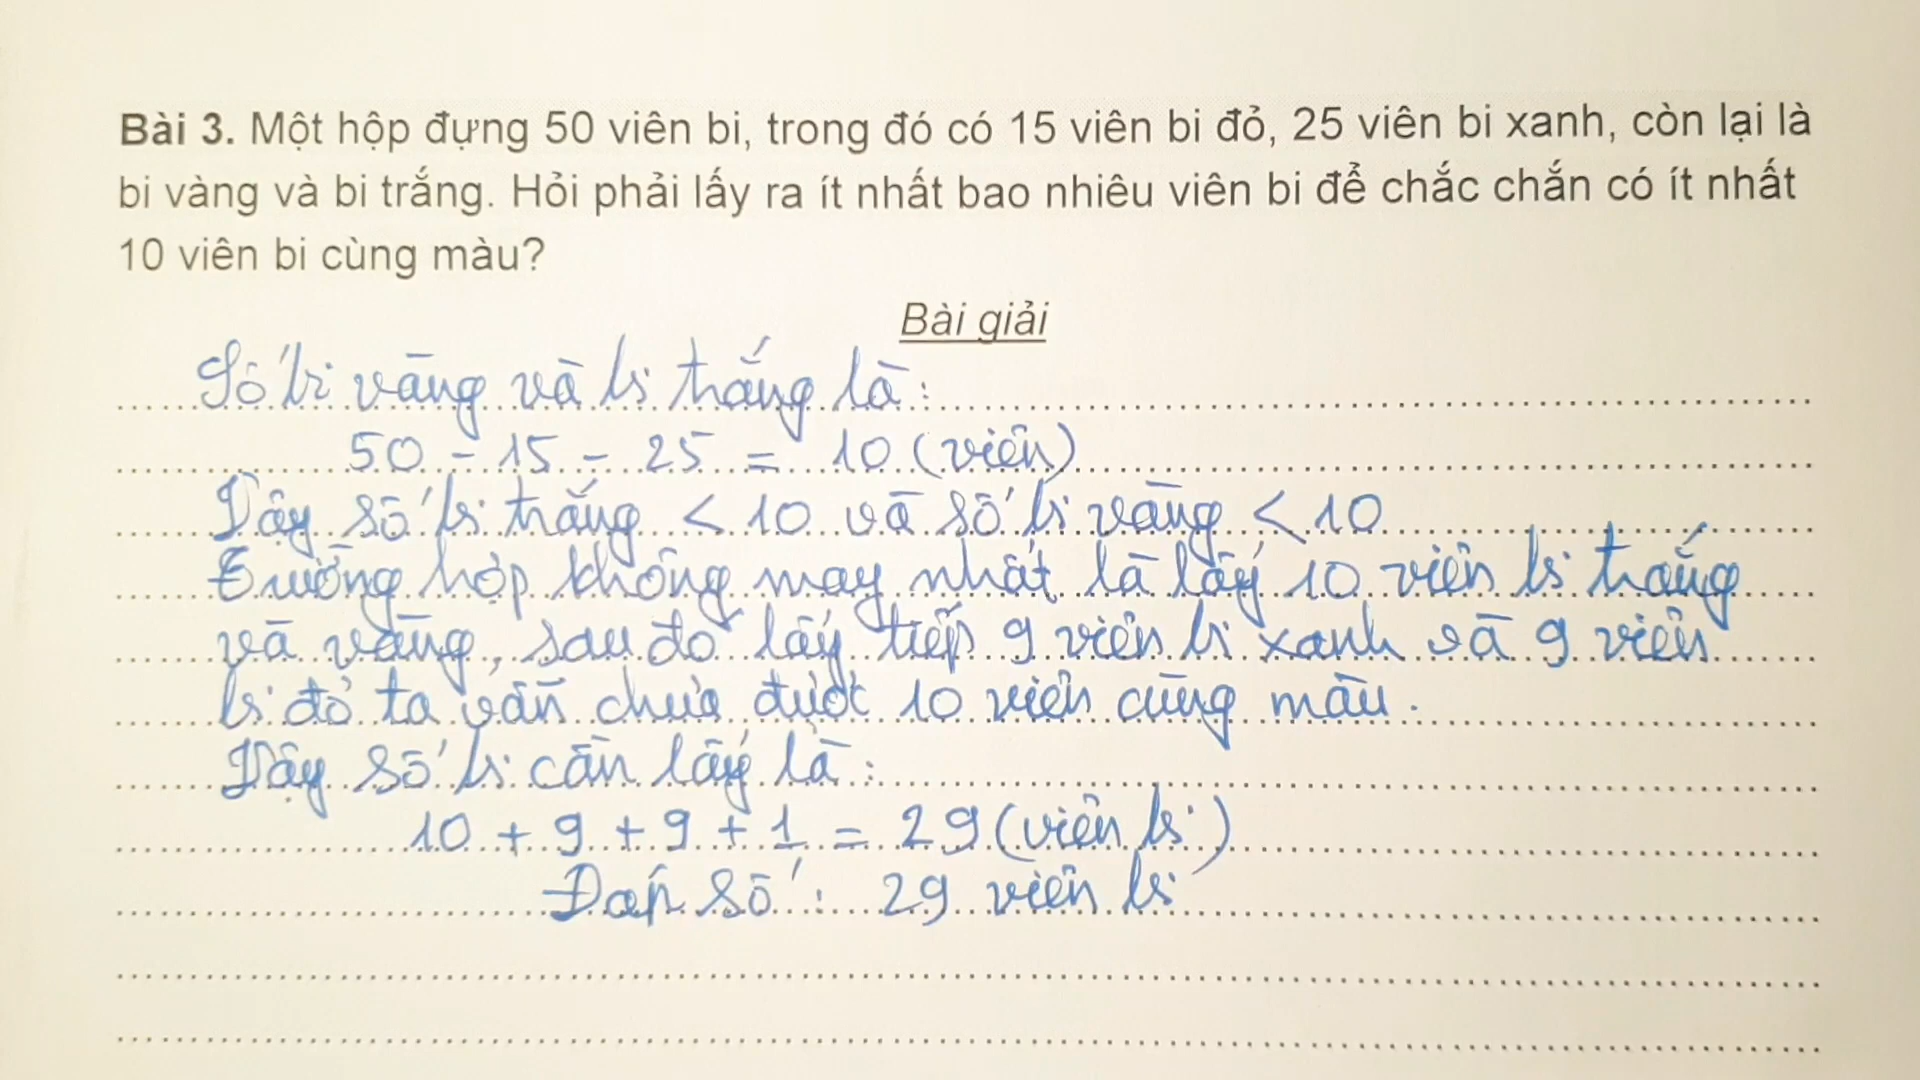 Bài 3. Một hộp đựng 50 viên bi, trong đó có 15 viên bi đỏ, 25 viên bi xanh, còn lại là
bi vàng và bi trắng. Hỏi phải lấy ra ít nhất bao nhiêu viên bi để chắc chắn có ít nhất
10 viên bi cùng màu?
Bài giải
Số bi vàng và bi trắng là:
50 - 15 - 25 = 10 (viên)
Vậy số bi trắng < 10 và số bi vàng < 10
Trường hợp không may nhất là lấy 10 viên bi trắng
và vàng, sau đó lấy tiếp 9 viên bi xanh và 9 viên
bi đỏ ta vẫn chưa được 10 viên cùng màu.
Vậy số bi cần lấy là:
10 + 9 + 9 + 1 = 29 (viên bi)
Đáp số: 29 viên bi